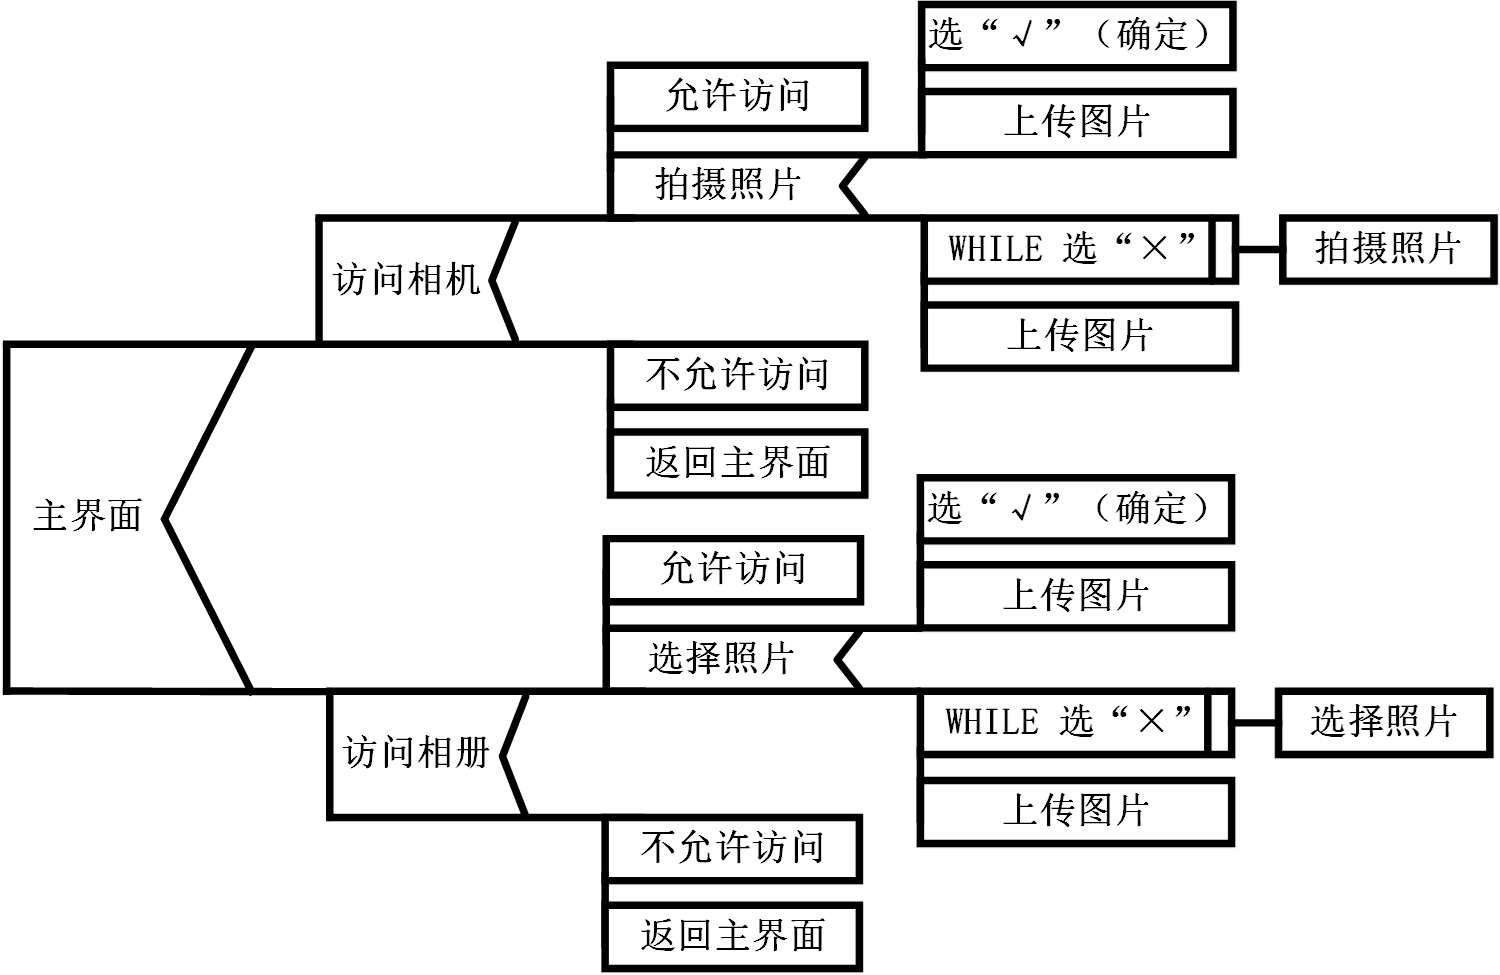 选“√”（确定）
允许访问
上传图片
拍摄照片
访问相机
WHILE 选“×”
拍摄照片
上传图片
不允许访问
返回主界面
主界面
选“√”（确定）
允许访问
上传图片
选择照片
访问相册
WHILE 选“×”
选择照片
上传图片
不允许访问
返回主界面